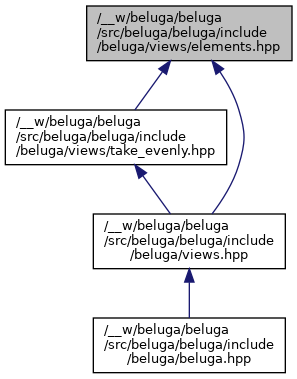 /__w/beluga/beluga
/src/beluga/beluga/include
/beluga/views/elements.hpp
/__w/beluga/beluga
/src/beluga/beluga/include
/beluga/views/take_evenly.hpp
/__w/beluga/beluga
/src/beluga/beluga/include
/beluga/views.hpp
/__w/beluga/beluga
/src/beluga/beluga/include
/beluga/beluga.hpp